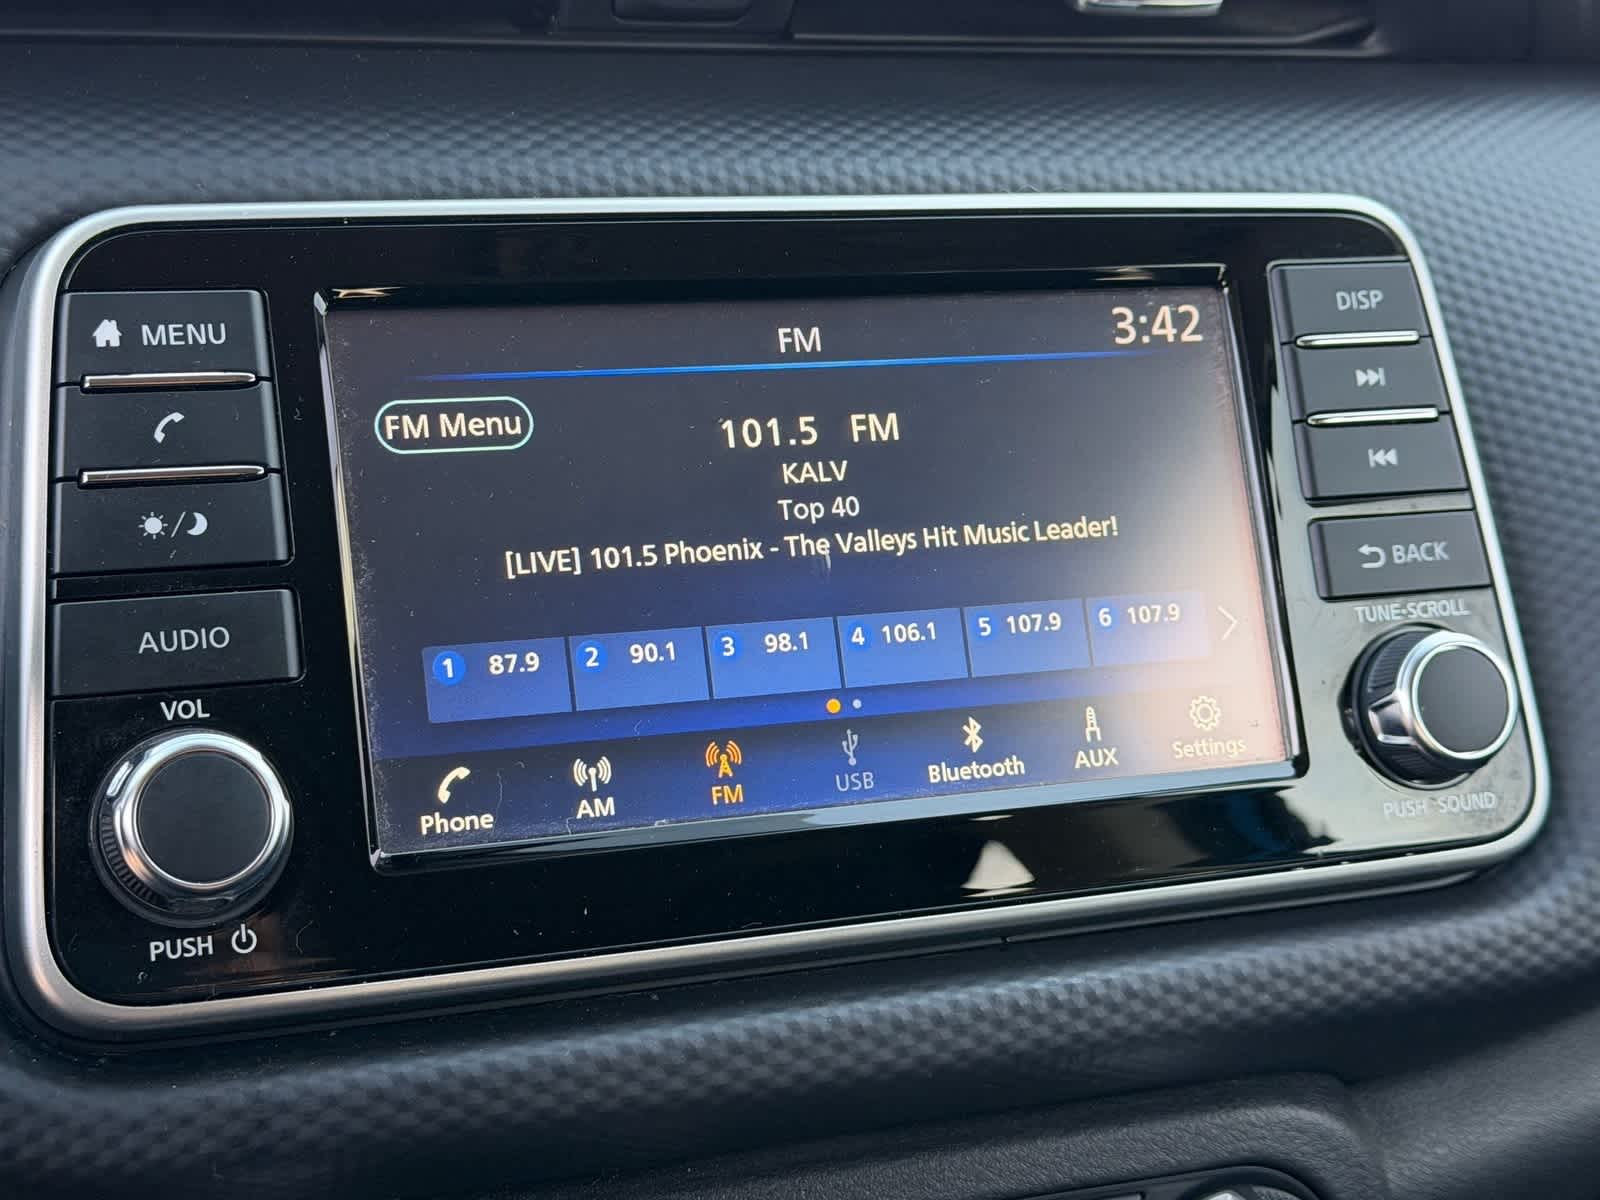 MENU
AUDIO
VOL
PUSH
FM
3:42
FM Menu
101.5 FM
KALV
Top 40
[LIVE] 101.5 Phoenix - The Valleys Hit Music Leader!
1 87.9
2 90.1
3 98.1
4 106.1
5 107.9
6 107.9
Phone
AM
FM
USB
Bluetooth
AUX
Settings
DISP
BACK
TUNE·SCROLL
PUSH SOUND